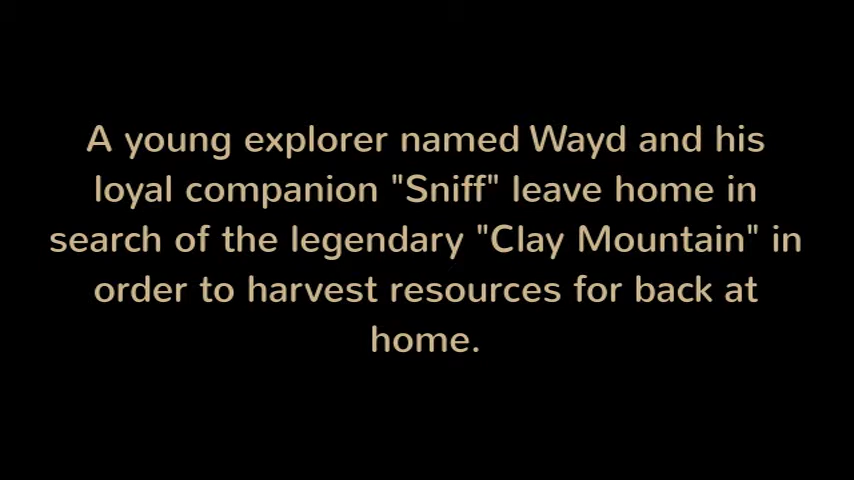 A young explorer named Wayd and his
loyal companion "Sniff" leave home in
search of the legendary "Clay Mountain" in
order to harvest resources for back at
home.